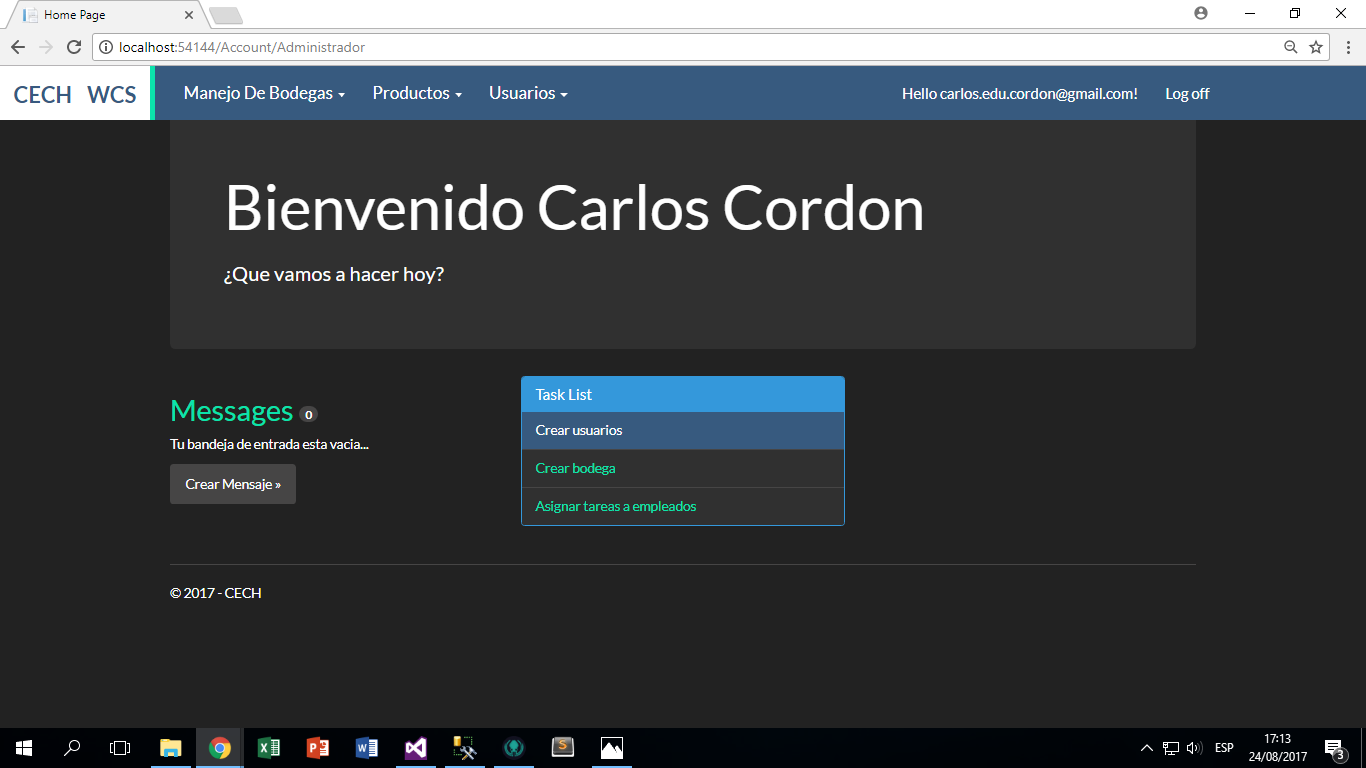 Home Page
localhost:54144/Account/Administrador
CECH WCS Manejo De Bodegas Productos Usuarios Hello carlos.edu.cordon@gmail.com! Log off
Bienvenido Carlos Cordon
¿Que vamos a hacer hoy?
Messages 0
Tu bandeja de entrada esta vacia...
Crear Mensaje »
Task List
Crear usuarios
Crear bodega
Asignar tareas a empleados
© 2017 - CECH
ESP
17:13
24/08/2017
3